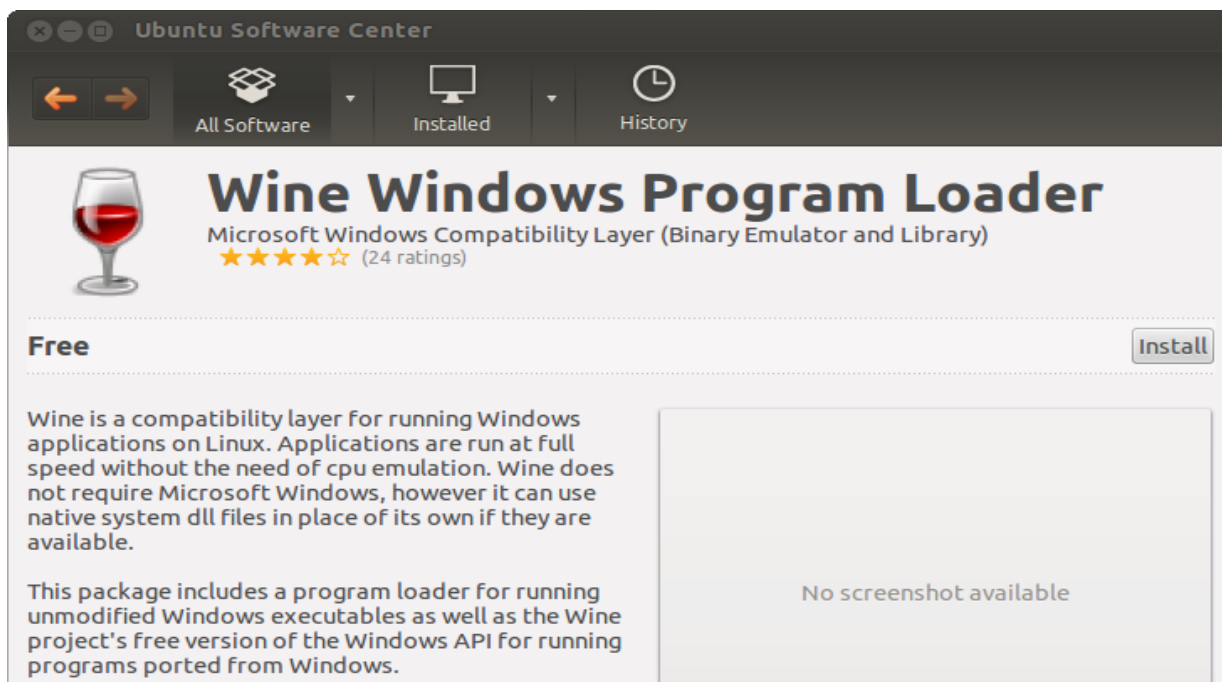 Ubuntu Software Center
All Software
Installed
History
Wine Windows Program Loader
Microsoft Windows Compatibility Layer (Binary Emulator and Library)
(24 ratings)
Free
Install
Wine is a compatibility layer for running Windows
applications on Linux. Applications are run at full
speed without the need of cpu emulation. Wine does
not require Microsoft Windows, however it can use
native system dll files in place of its own if they are
available.
This package includes a program loader for running
unmodified Windows executables as well as the Wine
project's free version of the Windows API for running
programs ported from Windows.
No screenshot available